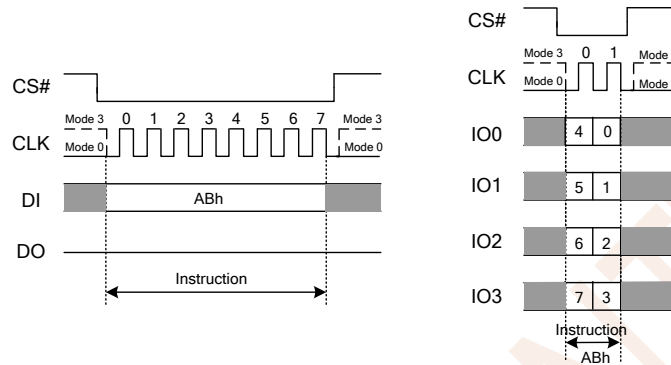 CS#
Mode 3 0 1 2 3 4 5 6 7 Mode 3
CLK
Mode 0 Mode 0
DI ABh
DO
Instruction
CS#
Mode 3 0 1 Mode
CLK
Mode 0 Mode
IO0 4 0
IO1 5 1
IO2 6 2
IO3 7 3
Instruction
ABh